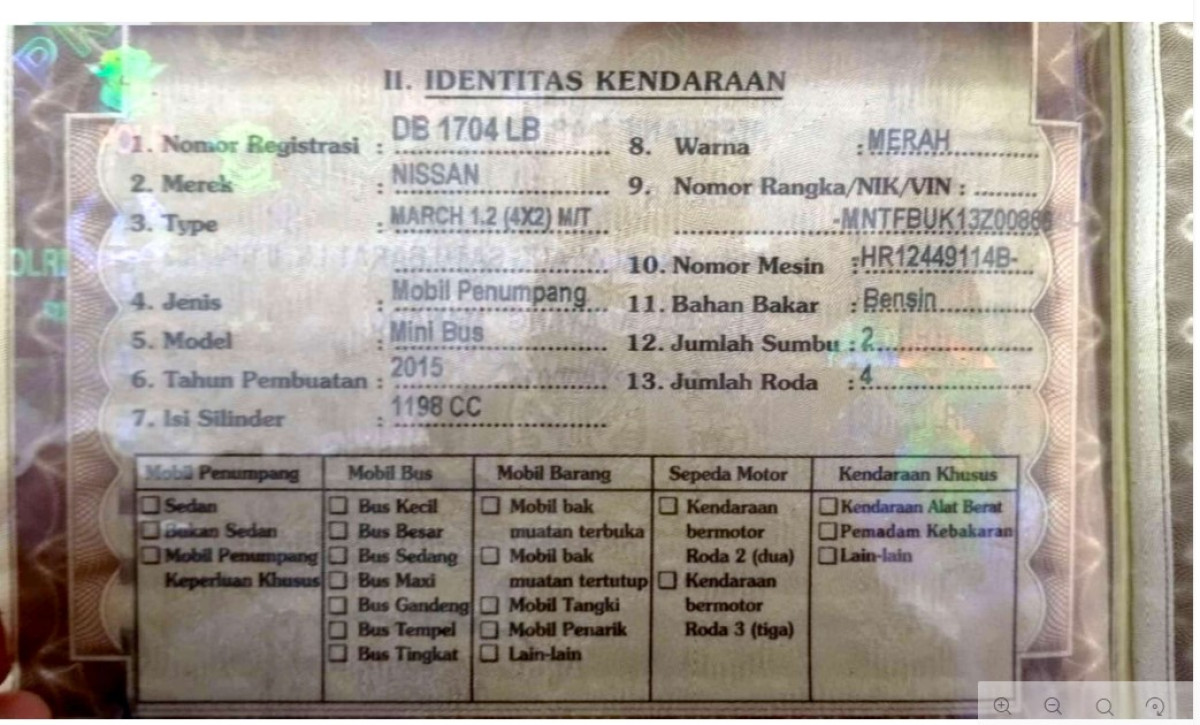 II. IDENTITAS KENDARAAN
1. Nomor Registrasi : DB 1704 LB
2. Merek : NISSAN
3. Type : MARCH 1.2 (4X2) M/T
4. Jenis : Mobil Penumpang
5. Model : Mini Bus
6. Tahun Pembuatan : 2015
7. Isi Silinder : 1198 CC
8. Warna : MERAH
9. Nomor Rangka/NIK/VIN :
10. Nomor Mesin : HR12449114B-
11. Bahan Bakar : Bensin
12. Jumlah Sumbu : 2
13. Jumlah Roda : 4
Mobil Penumpang
Sedan
Bukan Sedan
Mobil Penumpang
Keperluan Khusus
Mobil Bus
Bus Kecil
Bus Besar
Bus Sedang
Bus Maxi
Bus Gandeng
Bus Tempel
Bus Tingkat
Mobil Barang
Mobil bak
muatan terbuka
Mobil bak
muatan tertutup
Mobil Tangki
Mobil Penarik
Lain-lain
Sepeda Motor
Kendaraan
bermotor
Roda 2 (dua)
Kendaraan
bermotor
Roda 3 (tiga)
Kendaraan Khusus
Kendaraan Alat Berat
Pemadam Kebakaran
Lain-lain